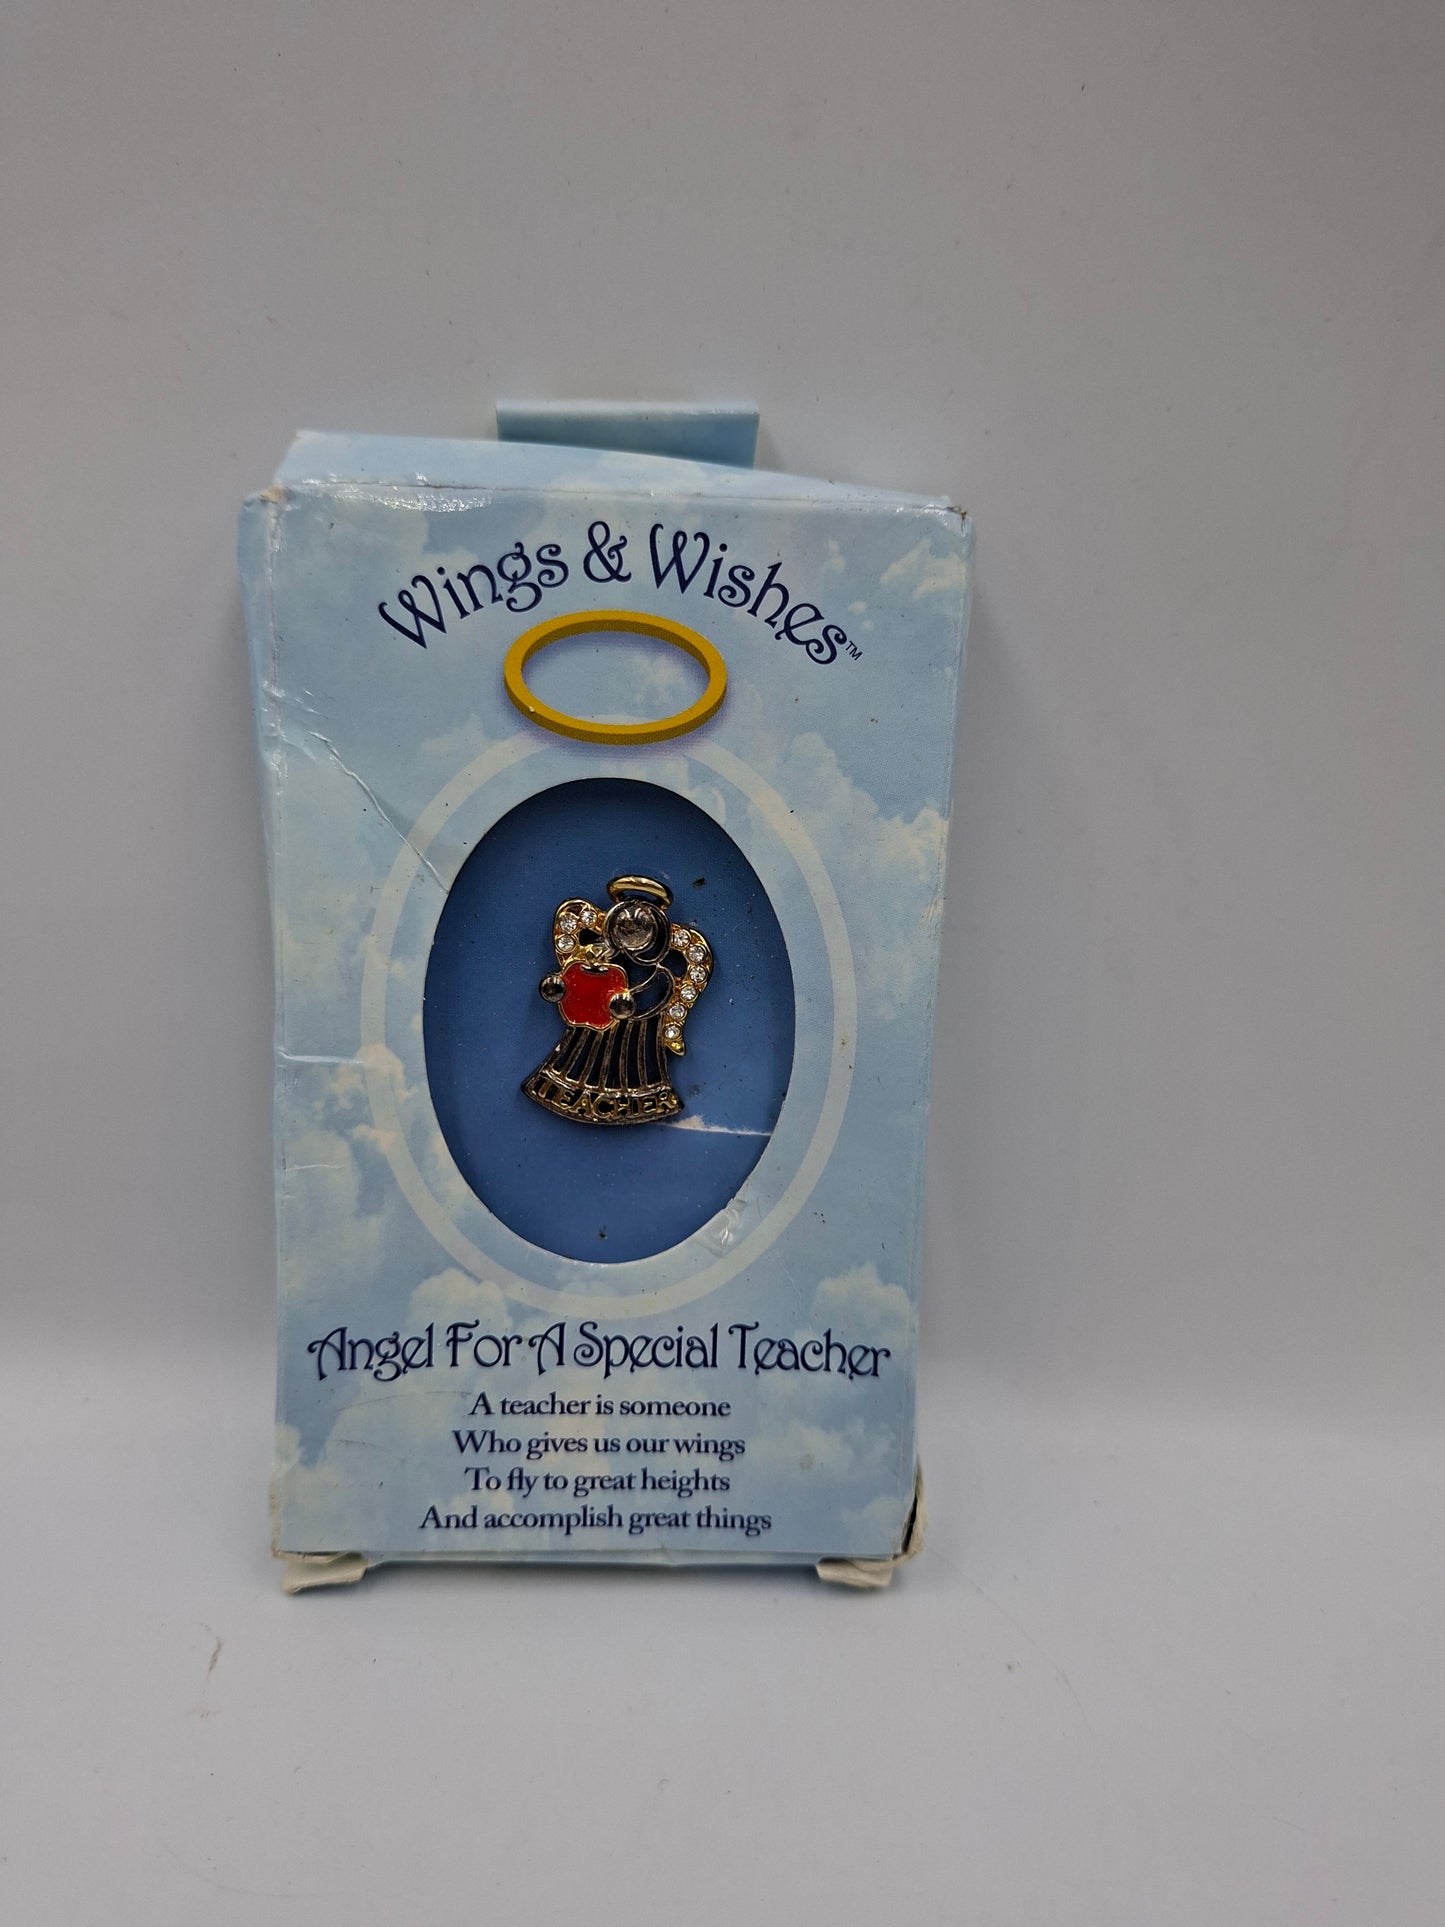 Wings & Wishes™
TEACHER
Angel For A Special Teacher
A teacher is someone
Who gives us our wings
To fly to great heights
And accomplish great things